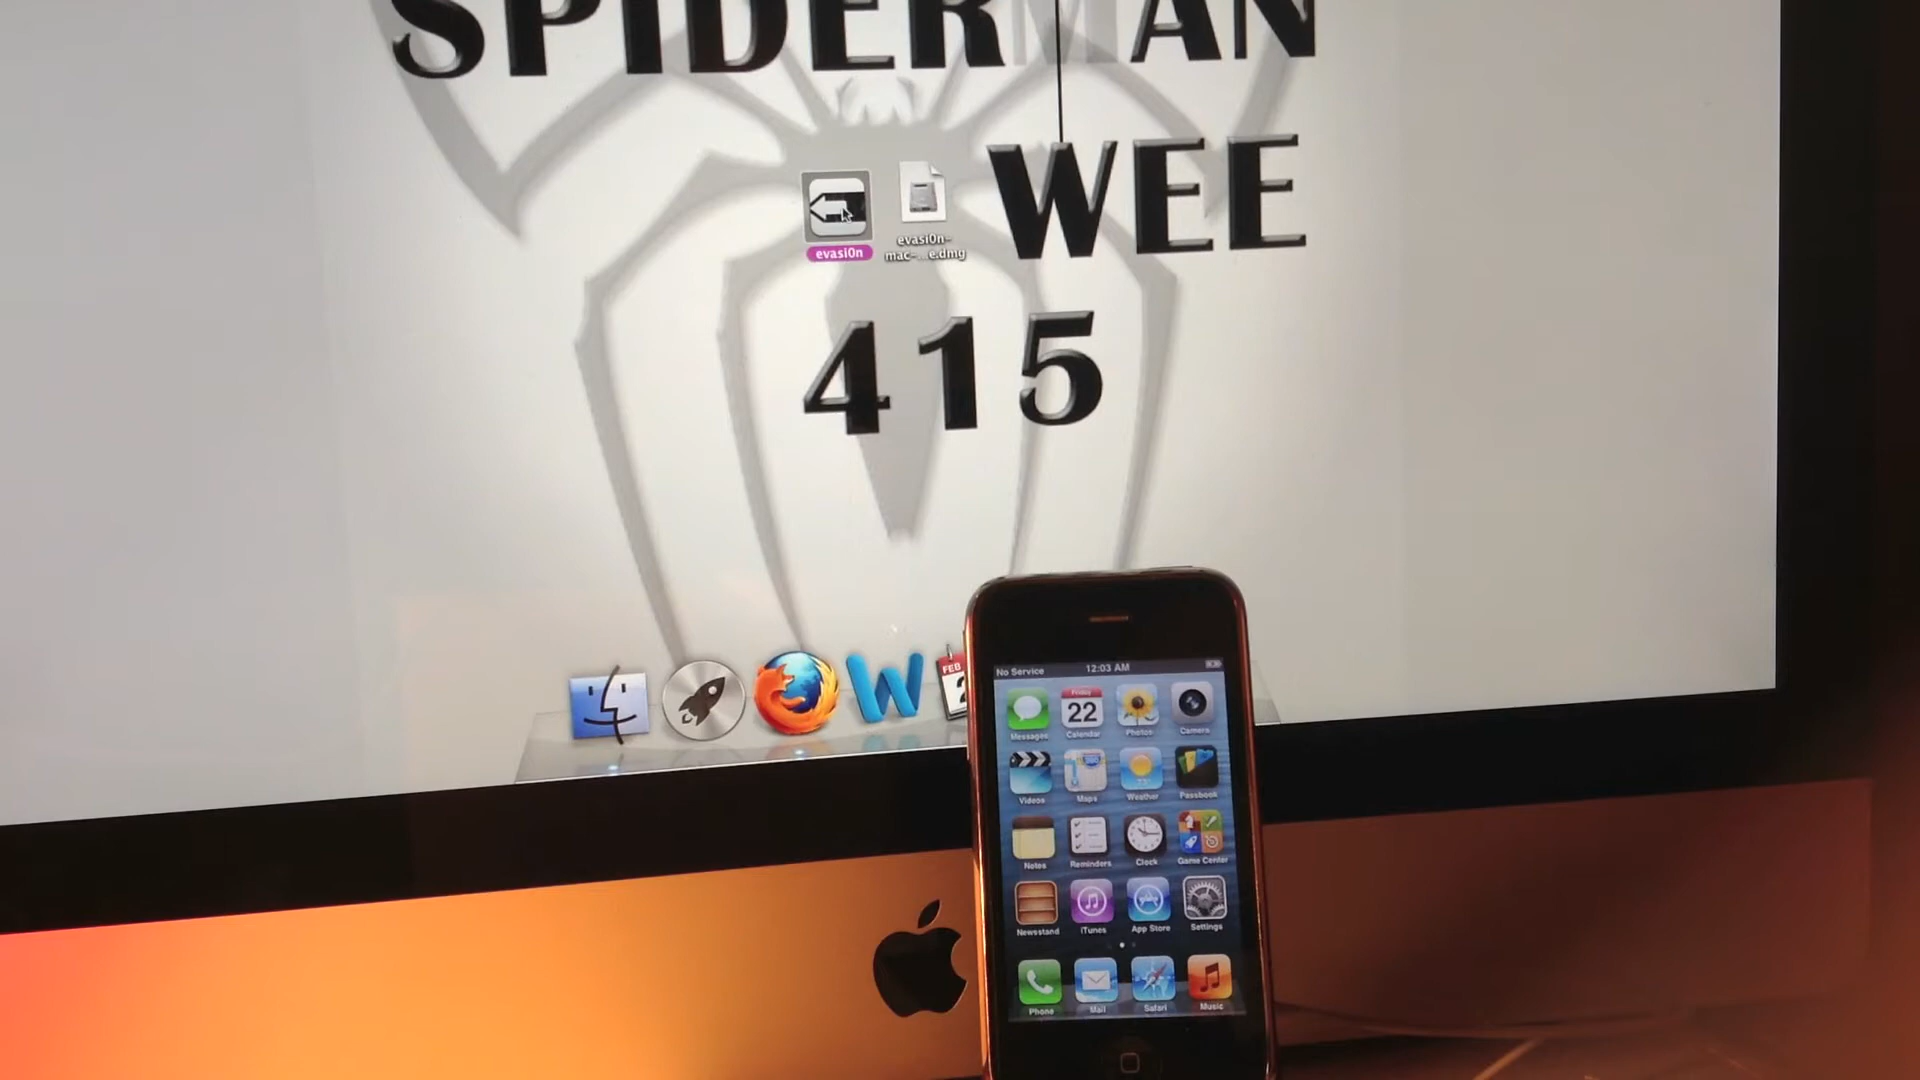 SPIDERMAN
WEE
evasi0n
evasi0n-
mac-...e.dmg
415
W
FEB
2
No Service 12:03 AM
Friday
22
Messages Calendar Photos Camera
Videos Maps Weather Passbook
Notes Reminders Clock Game Center
Newsstand iTunes App Store Settings
Phone Mail Safari Music